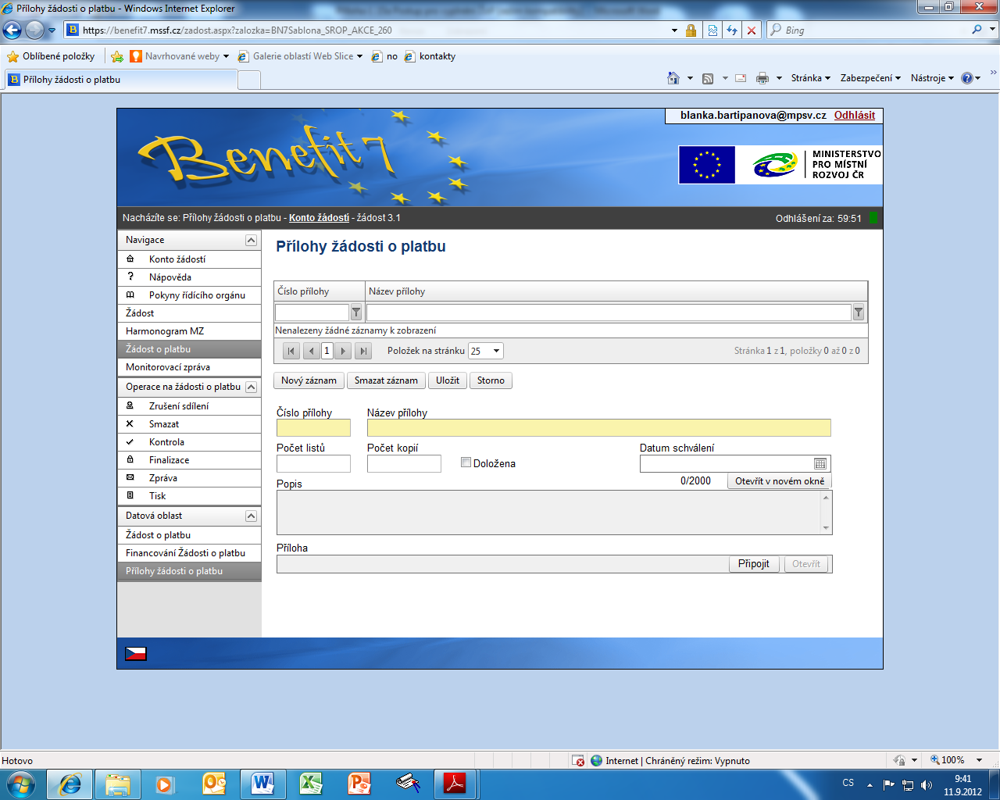 Přílohy žádosti o platbu - Windows Internet Explorer
https://benefit7.mssf.cz/zadost.aspx?zalozka=BN7Sablona_SROP_AKCE_260
Bing
Oblíbené položky
Navrhované weby
Galerie oblastí Web Slice
no
kontakty
Přílohy žádosti o platbu
Stránka
Zabezpečení
Nástroje
blanka.bartipanova@mpsv.cz Odhlásit
Benefit 7
MINISTERSTVO
PRO MÍSTNÍ
ROZVOJ ČR
Nacházíte se: Přílohy žádosti o platbu - Konto žádostí - žádost 3.1
Odhlášení za: 59:51
Navigace
Konto žádostí
Nápověda
Pokyny řídícího orgánu
Žádost
Harmonogram MZ
Žádost o platbu
Monitorovací zpráva
Operace na žádosti o platbu
Zrušení sdílení
Smazat
Kontrola
Finalizace
Zpráva
Tisk
Datová oblast
Žádost o platbu
Financování Žádosti o platbu
Přílohy žádosti o platbu
Přílohy žádosti o platbu
Číslo přílohy Název přílohy
Nenalezeny žádné záznamy k zobrazení
1 Položek na stránku 25 Stránka 1 z 1, položky 0 až 0 z 0
Nový záznam Smazat záznam Uložit Storno
Číslo přílohy Název přílohy
Počet listů Počet kopií Doložena Datum schválení
Popis 0/2000 Otevřít v novém okně
Příloha
Připojit Otevřít
Hotovo
Internet | Chráněný režim: Vypnuto
100%
CS
9:41
11.9.2012